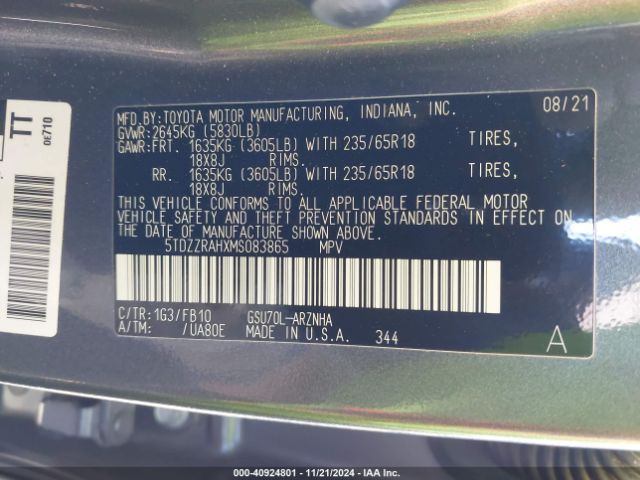 TT
0E710
MFD.BY:TOYOTA MOTOR MANUFACTURING, INDIANA, INC. 08/21
GVWR:2645KG (5830LB)
GAWR:FRT. 1635KG (3605LB) WITH 235/65R18 TIRES,
18X8J RIMS.
RR. 1635KG (3605LB) WITH 235/65R18 TIRES,
18X8J RIMS.
THIS VEHICLE CONFORMS TO ALL APPLICABLE FEDERAL MOTOR
VEHICLE SAFETY AND THEFT PREVENTION STANDARDS IN EFFECT ON
THE DATE OF MANUFACTURE SHOWN ABOVE.
5TDZZRAHXMS083865 MPV
C/TR:1G3/FB10 GSU70L-ARZNHA
A/TM: /UA80E MADE IN U.S.A. 344 A
000-40924801 - 11/21/2024 - IAA Inc.